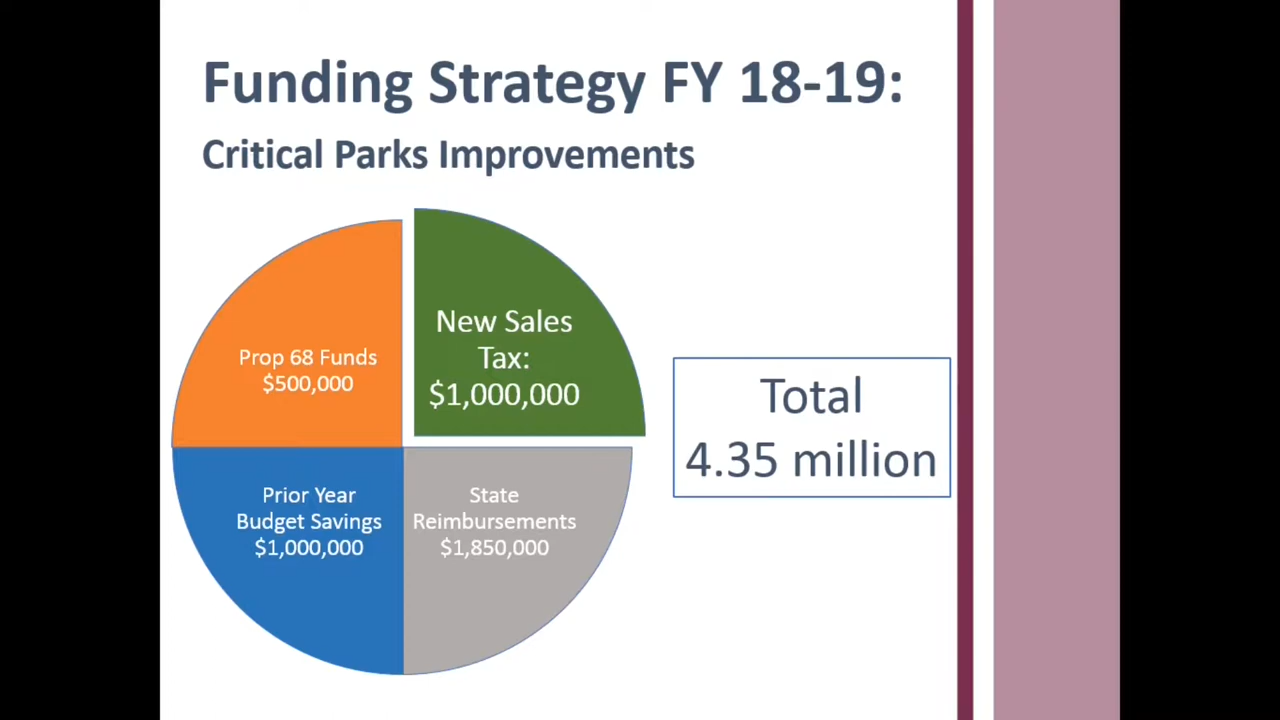 Funding Strategy FY 18-19:
Critical Parks Improvements
Prop 68 Funds
$500,000
New Sales
Tax:
$1,000,000
Prior Year
Budget Savings
$1,000,000
State
Reimbursements
$1,850,000
Total
4.35 million